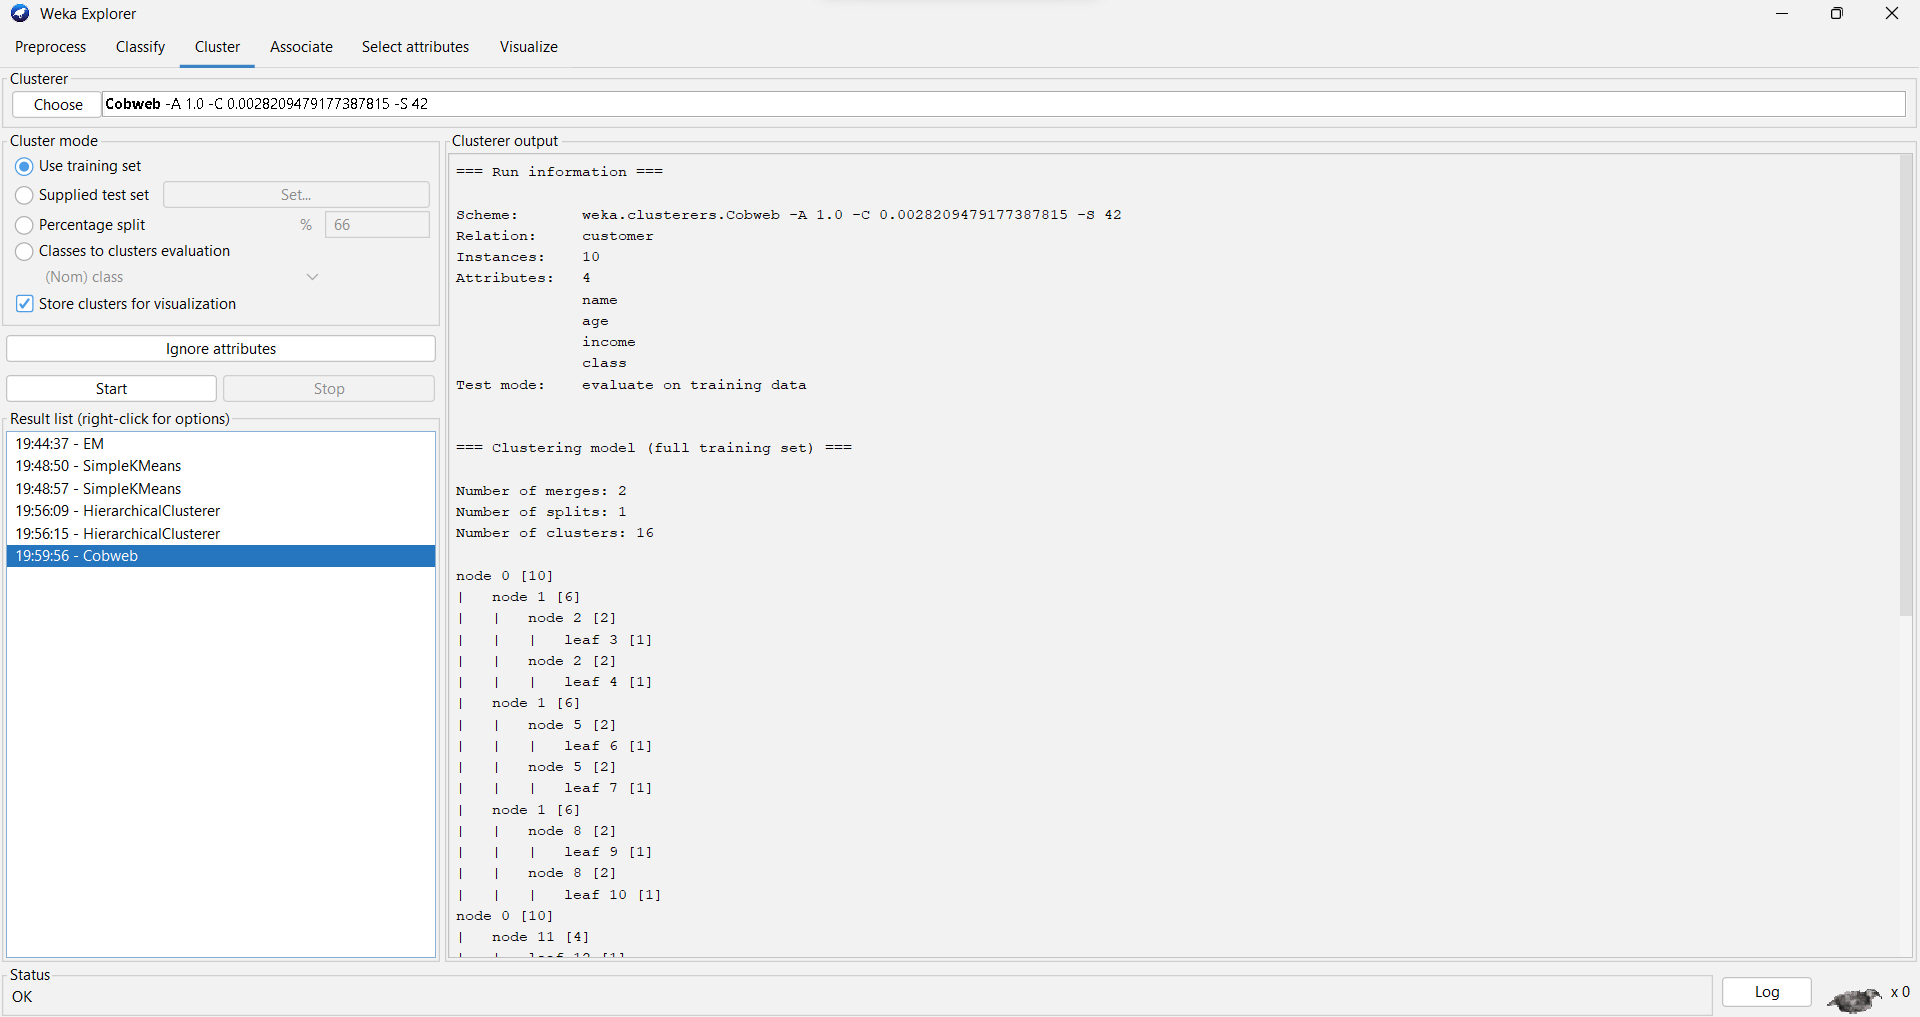 Weka Explorer
Preprocess Classify Cluster Associate Select attributes Visualize
Clusterer
Choose Cobweb -A 1.0 -C 0.0028209479177387815 -S 42
Cluster mode
Use training set
Supplied test set Set...
Percentage split % 66
Classes to clusters evaluation
(Nom) class
Store clusters for visualization
Ignore attributes
Start Stop
Result list (right-click for options)
19:44:37 - EM
19:48:50 - SimpleKMeans
19:48:57 - SimpleKMeans
19:56:09 - HierarchicalClusterer
19:56:15 - HierarchicalClusterer
19:59:56 - Cobweb
Clusterer output
=== Run information ===
Scheme: weka.clusterers.Cobweb -A 1.0 -C 0.0028209479177387815 -S 42
Relation: customer
Instances: 10
Attributes: 4
name
age
income
class
Test mode: evaluate on training data
=== Clustering model (full training set) ===
Number of merges: 2
Number of splits: 1
Number of clusters: 16
node 0 [10]
| node 1 [6]
| | node 2 [2]
| | | leaf 3 [1]
| | node 2 [2]
| | | leaf 4 [1]
| node 1 [6]
| | node 5 [2]
| | | leaf 6 [1]
| | node 5 [2]
| | | leaf 7 [1]
| node 1 [6]
| | node 8 [2]
| | | leaf 9 [1]
| | node 8 [2]
| | | leaf 10 [1]
node 0 [10]
| node 11 [4]
| | leaf 12 [1]
Status
OK
Log x 0